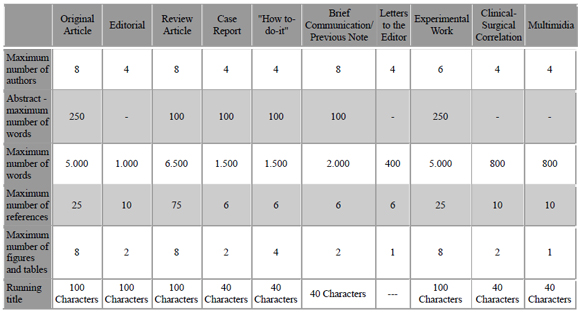 Original Article | Editorial | Review Article | Case Report | "How to-do-it" | Brief Communication/ Previous Note | Letters to the Editor | Experimental Work | Clinical-Surgical Correlation | Multimidia
Maximum number of authors | 8 | 4 | 8 | 4 | 4 | 8 | 4 | 6 | 4 | 4
Abstract - maximum number of words | 250 | - | 100 | 100 | 100 | 100 | - | 250 | - | -
Maximum number of words | 5.000 | 1.000 | 6.500 | 1.500 | 1.500 | 2.000 | 400 | 5.000 | 800 | 800
Maximum number of references | 25 | 10 | 75 | 6 | 6 | 6 | 6 | 25 | 10 | 10
Maximum number of figures and tables | 8 | 2 | 8 | 2 | 4 | 2 | 1 | 8 | 2 | 1
Running title | 100 Characters | 100 Characters | 100 Characters | 40 Characters | 40 Characters | 40 Characters | --- | 100 Characters | 40 Characters | 40 Characters